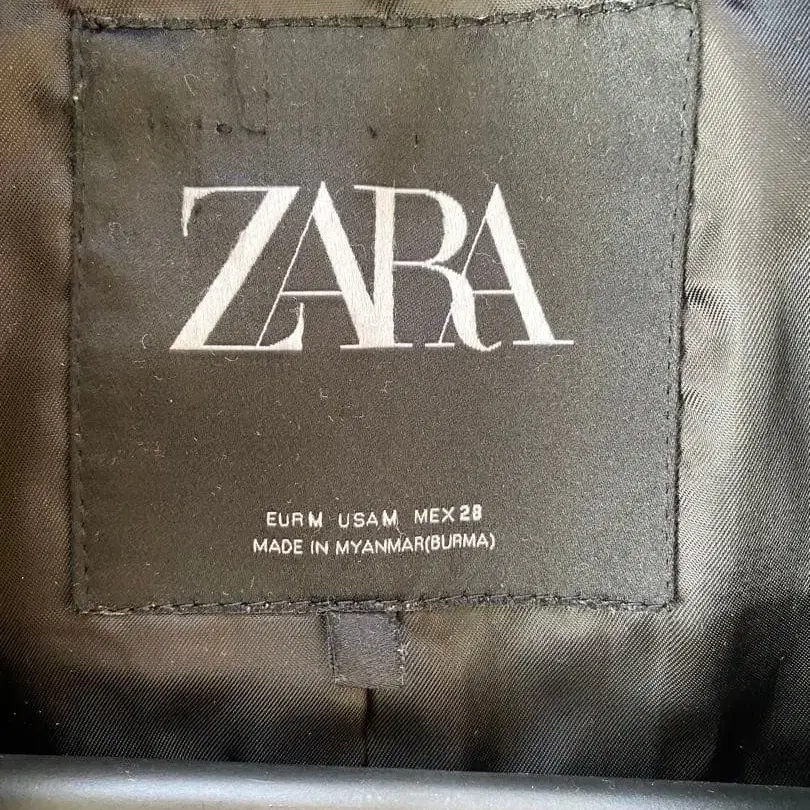 ZARA
EUR M USA M MEX 28
MADE IN MYANMAR(BURMA)